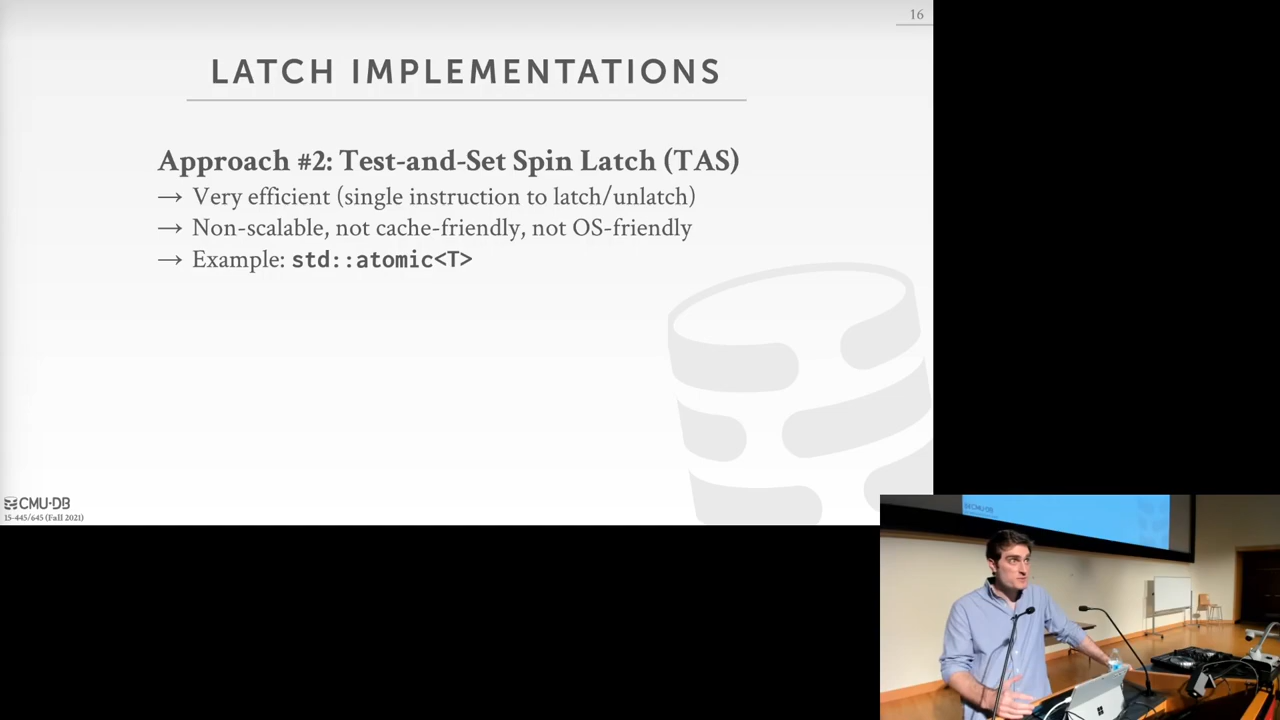 16
LATCH IMPLEMENTATIONS
Approach #2: Test-and-Set Spin Latch (TAS)
→ Very efficient (single instruction to latch/unlatch)
→ Non-scalable, not cache-friendly, not OS-friendly
→ Example: std::atomic<T>
CMU·DB
15-445/645 (Fall 2021)